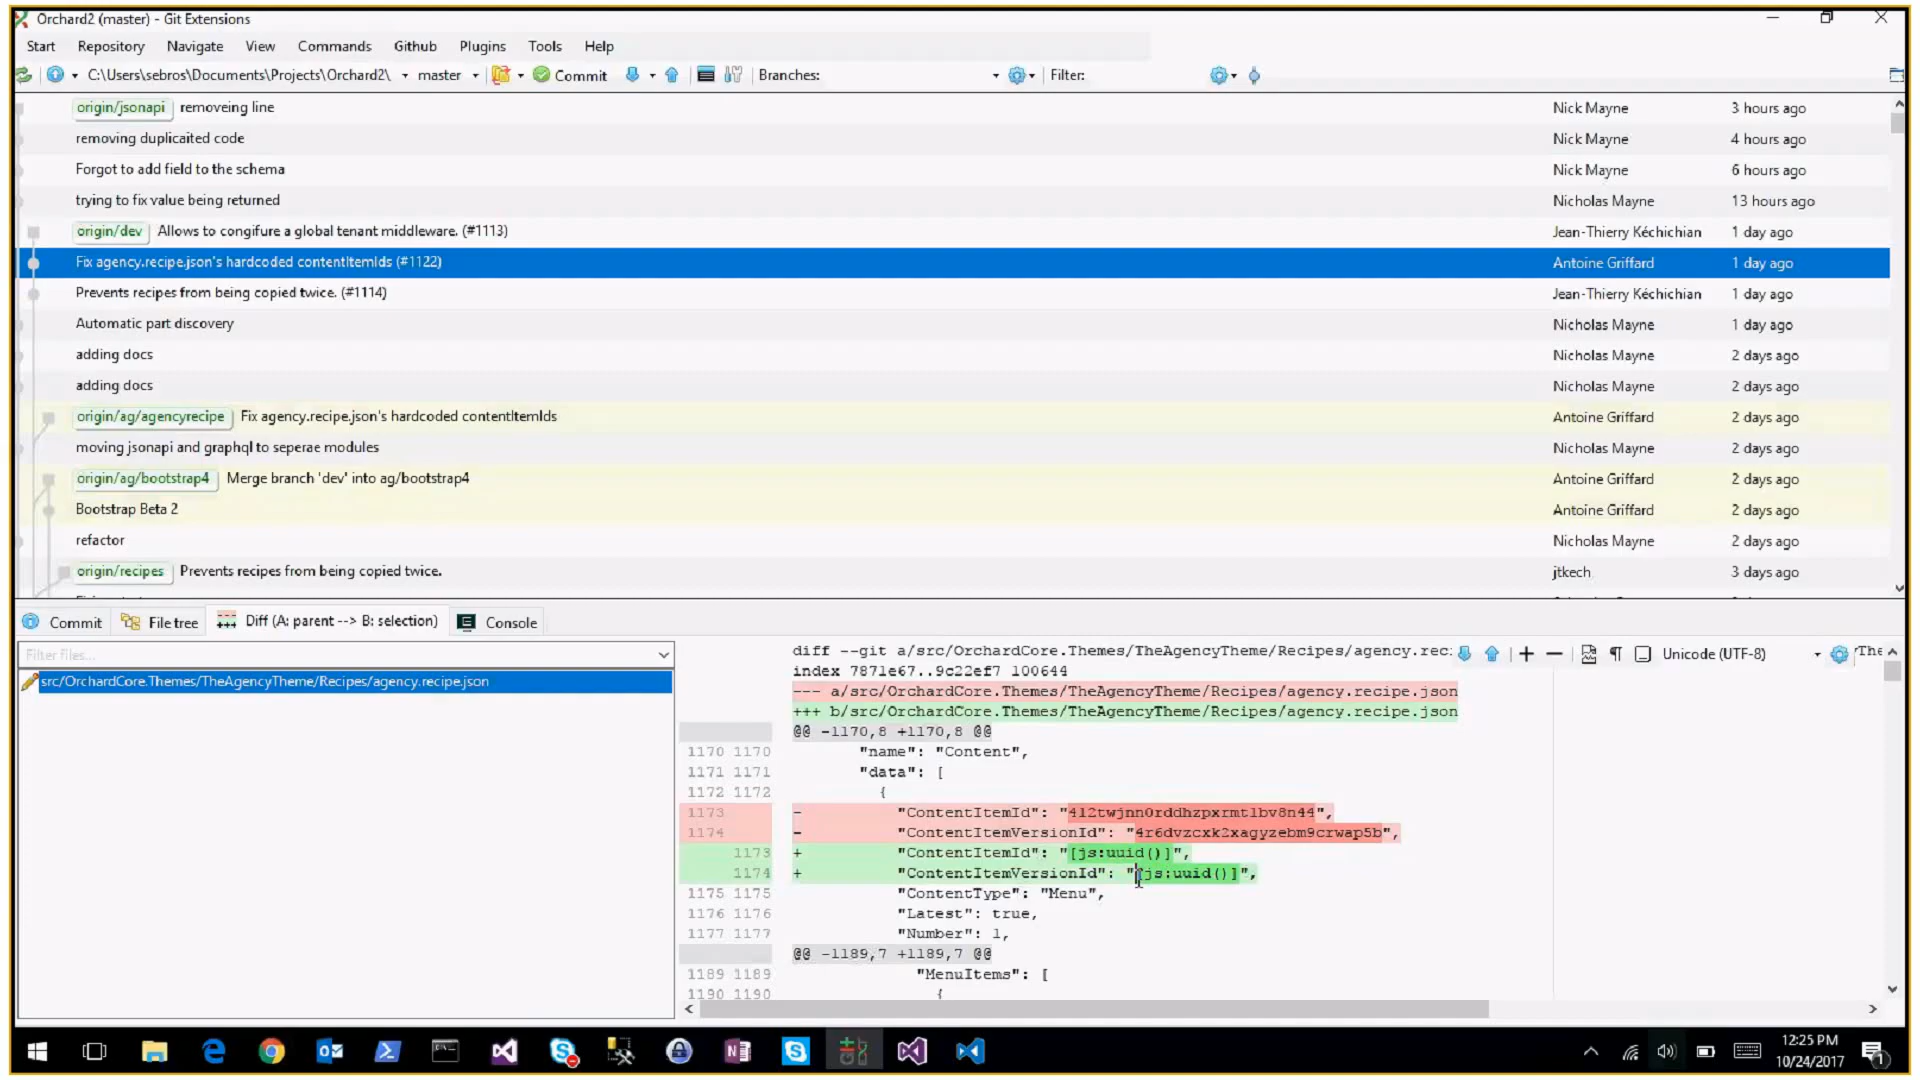 Orchard2 (master) - Git Extensions
Start Repository Navigate View Commands Github Plugins Tools Help
C:\Users\sebros\Documents\Projects\Orchard2\ master Commit Branches: Filter:
origin/jsonapi removeing line Nick Mayne 3 hours ago
removing duplicaited code Nick Mayne 4 hours ago
Forgot to add field to the schema Nick Mayne 6 hours ago
trying to fix value being returned Nicholas Mayne 13 hours ago
origin/dev Allows to congifure a global tenant middleware. (#1113) Jean-Thierry Kéchichian 1 day ago
Fix agency.recipe.json's hardcoded contentItemIds (#1122) Antoine Griffard 1 day ago
Prevents recipes from being copied twice. (#1114) Jean-Thierry Kéchichian 1 day ago
Automatic part discovery Nicholas Mayne 1 day ago
adding docs Nicholas Mayne 2 days ago
adding docs Nicholas Mayne 2 days ago
origin/ag/agencyrecipe Fix agency.recipe.json's hardcoded contentItemIds Antoine Griffard 2 days ago
moving jsonapi and graphql to seperae modules Nicholas Mayne 2 days ago
origin/ag/bootstrap4 Merge branch 'dev' into ag/bootstrap4 Antoine Griffard 2 days ago
Bootstrap Beta 2 Antoine Griffard 2 days ago
refactor Nicholas Mayne 2 days ago
origin/recipes Prevents recipes from being copied twice. jtkech 3 days ago
Commit File tree Diff (A: parent --> B: selection) Console
Filter files...
src/OrchardCore.Themes/TheAgencyTheme/Recipes/agency.recipe.json
diff --git a/src/OrchardCore.Themes/TheAgencyTheme/Recipes/agency.rec: Unicode (UTF-8) The
index 7871e67..9c22ef7 100644
--- a/src/OrchardCore.Themes/TheAgencyTheme/Recipes/agency.recipe.json
+++ b/src/OrchardCore.Themes/TheAgencyTheme/Recipes/agency.recipe.json
@@ -1170,8 +1170,8 @@
1170 1170 "name": "Content",
1171 1171 "data": [
1172 1172 {
1173 - "ContentItemId": "412twjnn0rddhzpxrmt1bv8n44",
1174 - "ContentItemVersionId": "4r6dvzcxk2xagyzebm9crwap5b",
1173 + "ContentItemId": "[js:uuid()]",
1174 + "ContentItemVersionId": "[js:uuid()]",
1175 1175 "ContentType": "Menu",
1176 1176 "Latest": true,
1177 1177 "Number": 1,
@@ -1189,7 +1189,7 @@
1189 1189 "MenuItems": [
1190 1190 {
12:25 PM
10/24/2017
1